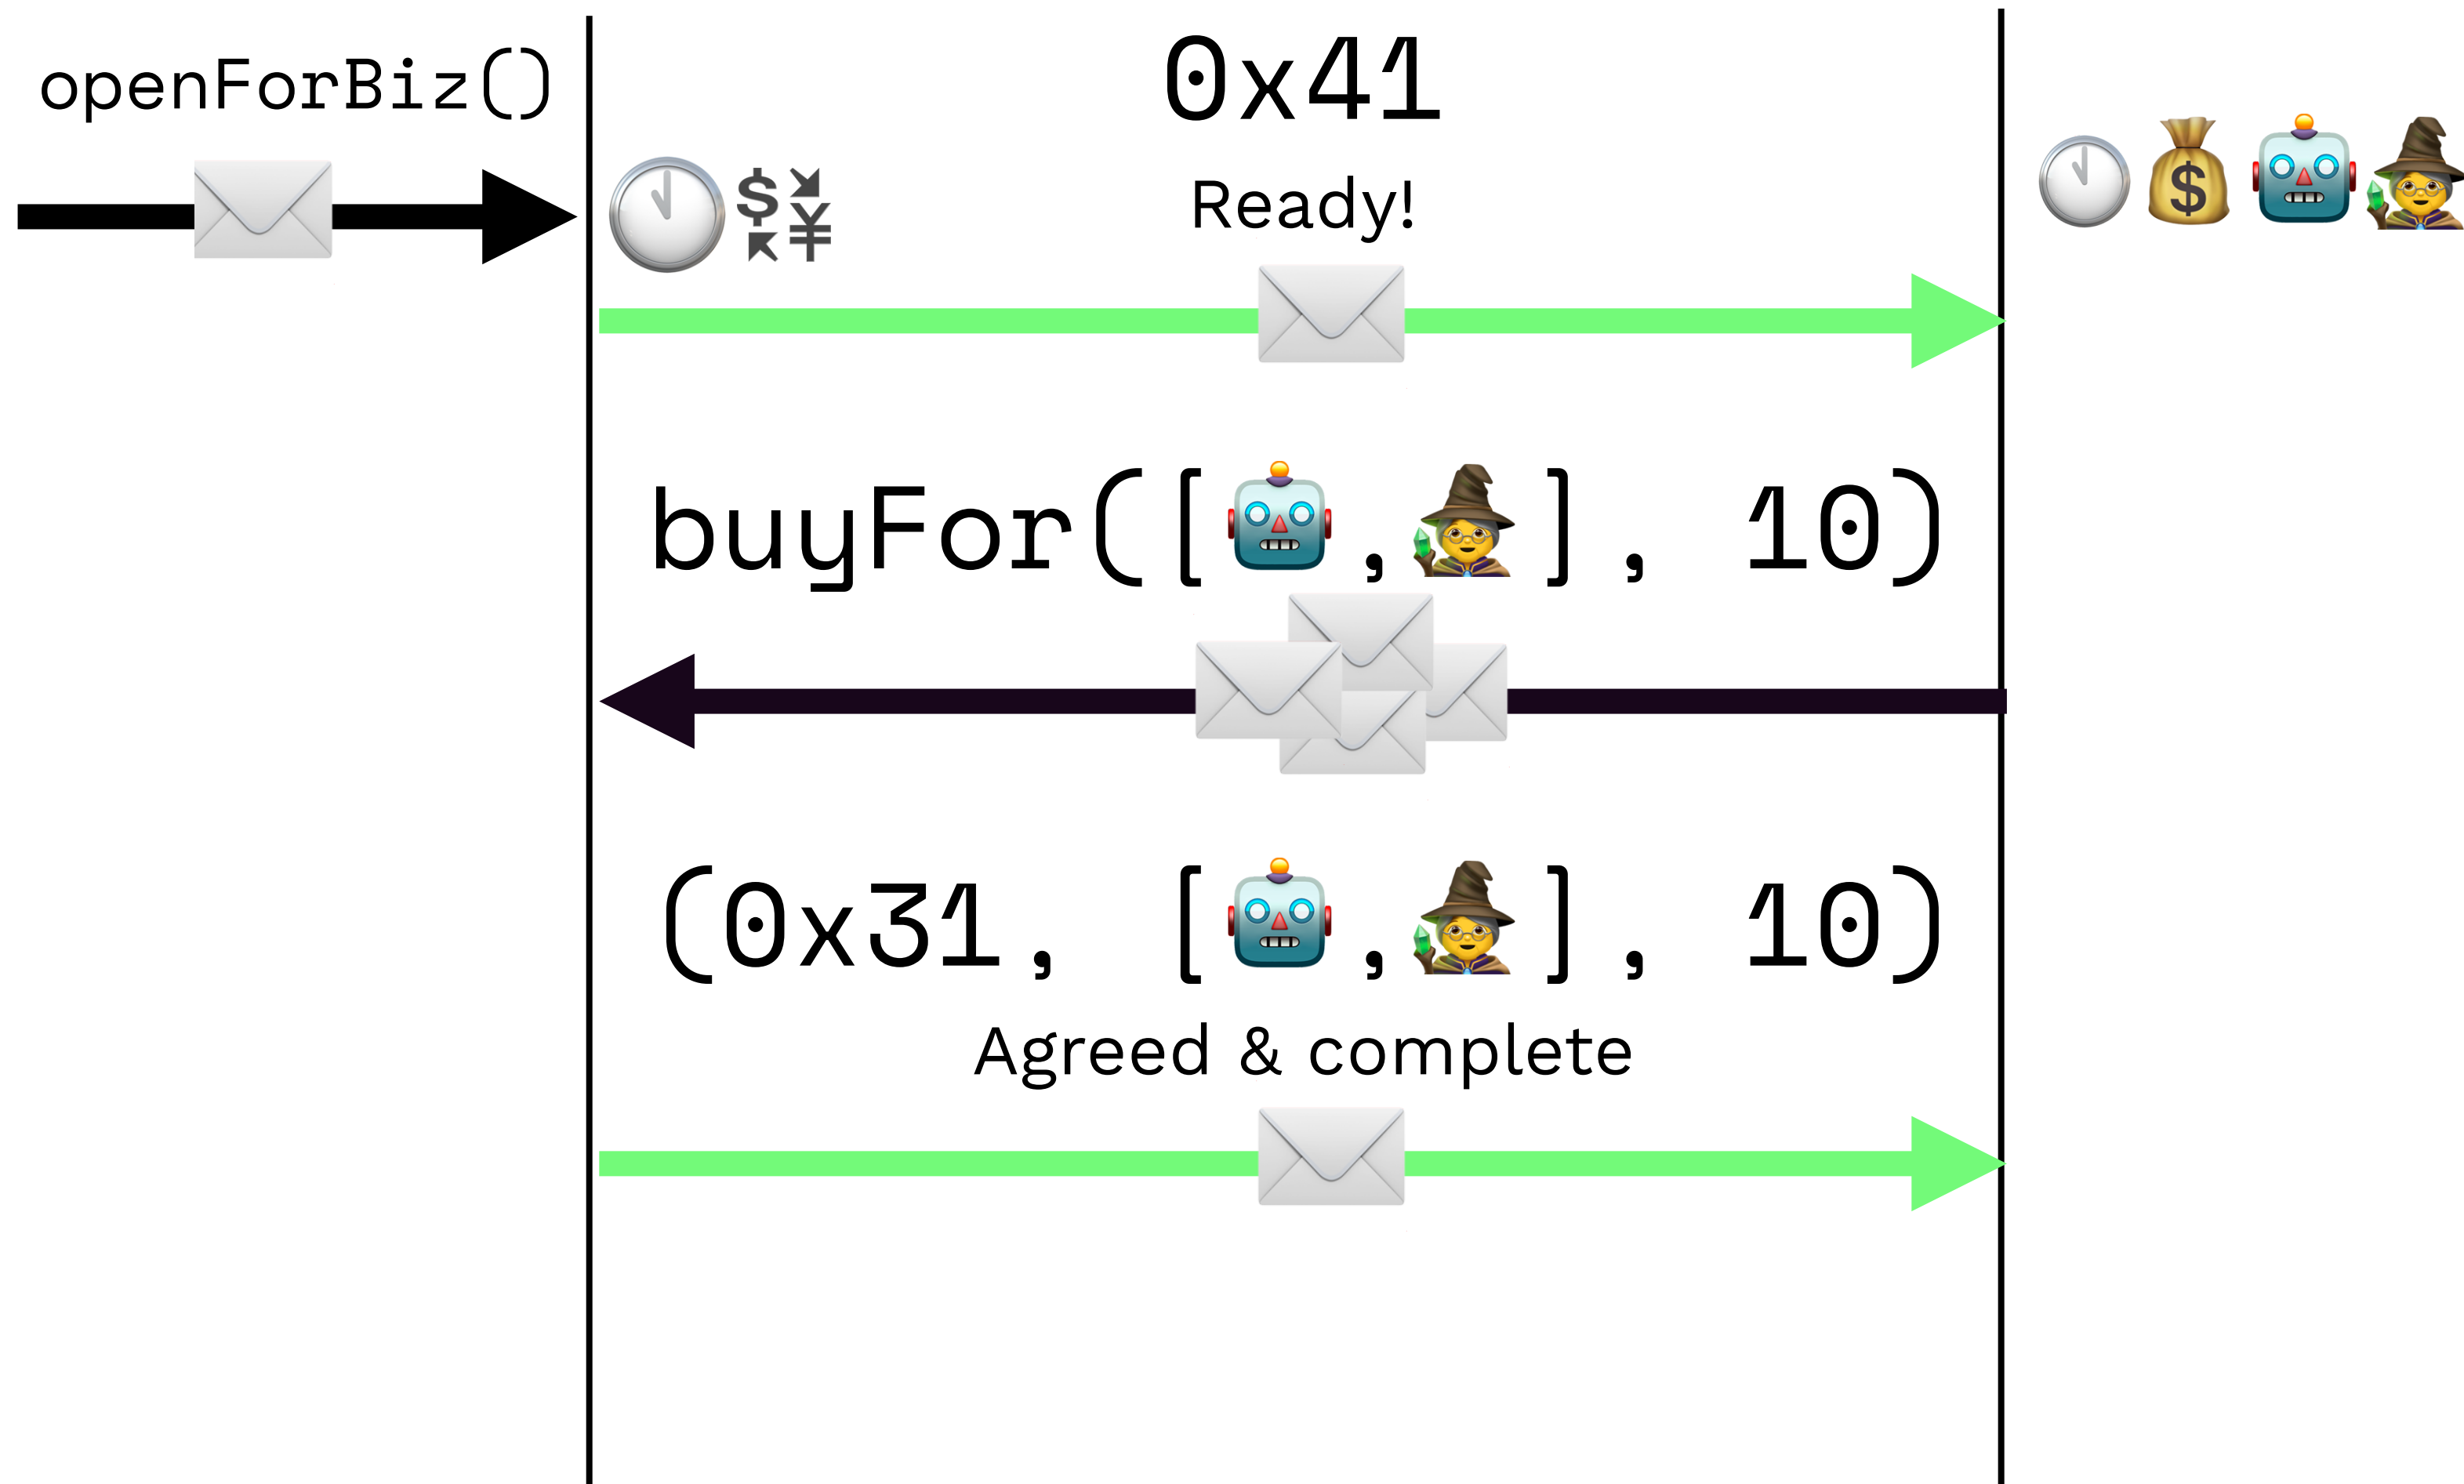 openForBiz()
0x41
Ready!
buyFor([🤖,🧙], 10)
(0x31, [🤖,🧙], 10)
Agreed & complete